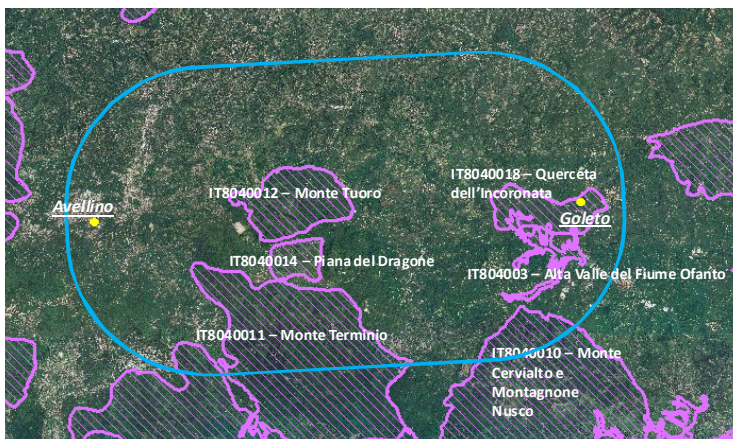 IT8040018 – Querceta
dell'Incoronata
IT8040012 – Monte Tuoro
Avellino
Goleto
IT8040014 – Piana del Dragone
IT804003 – Alta Valle del Fiume Ofanto
IT8040011 – Monte Terminio
IT8040010 – Monte
Cervialto e
Montagnone
Nusco